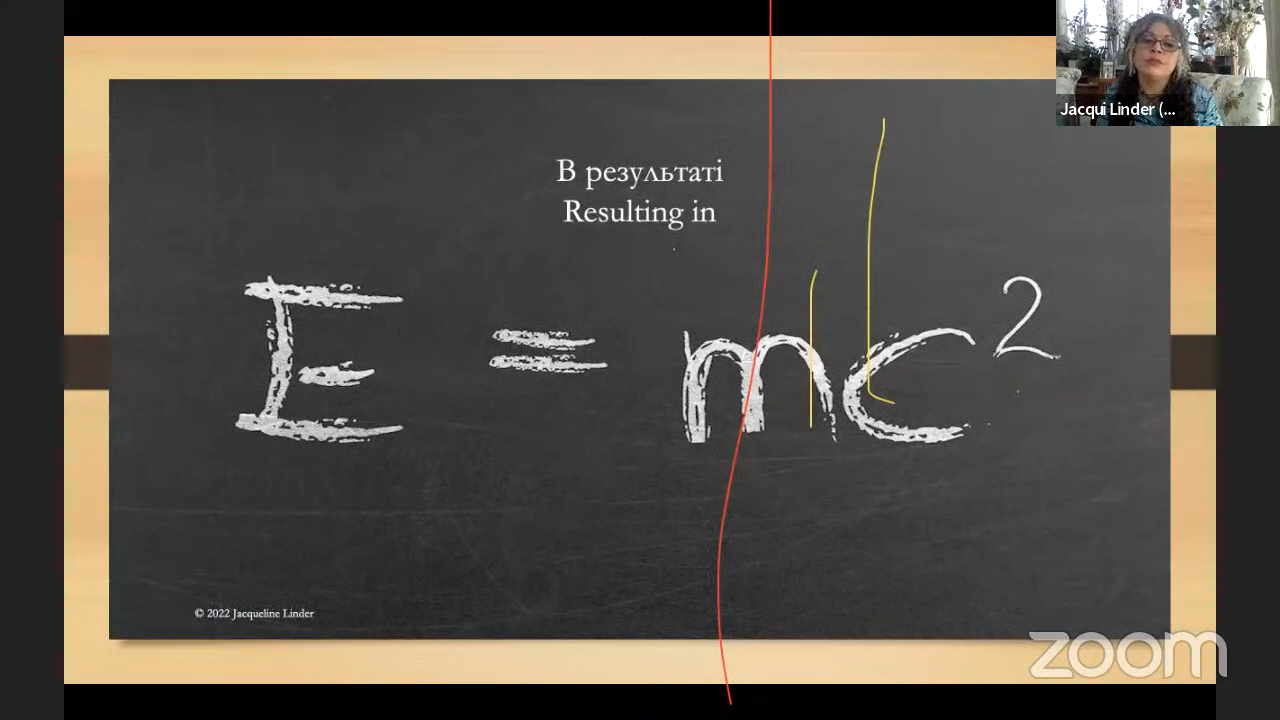 Jacqui Linder (...
В результаті
Resulting in
E = mc²
© 2022 Jacqueline Linder
zoom